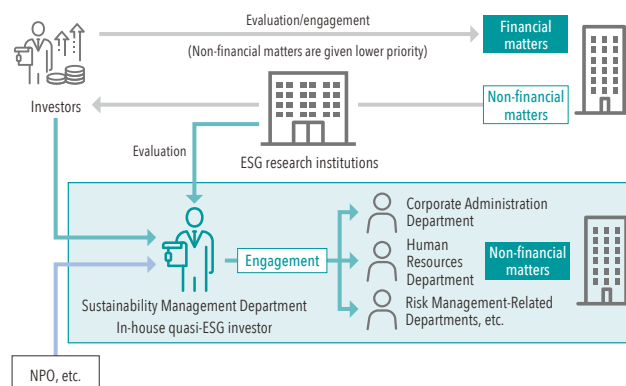 Evaluation/engagement
(Non-financial matters are given lower priority)
Financial
matters
Investors
Non-financial
matters
Evaluation
ESG research institutions
Corporate Administration
Department
Engagement
Human
Resources
Department
Non-financial
matters
Sustainability Management Department
In-house quasi-ESG investor
Risk Management-Related
Departments, etc.
NPO, etc.